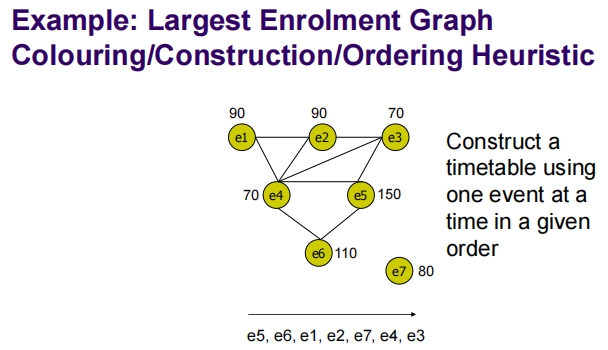 Example: Largest Enrolment Graph
Colouring/Construction/Ordering Heuristic
90 90 70
e1 e2 e3
Construct a
timetable using
one event at a
time in a given
order
70 e4 e5 150
e6 110
e7 80
e5, e6, e1, e2, e7, e4, e3